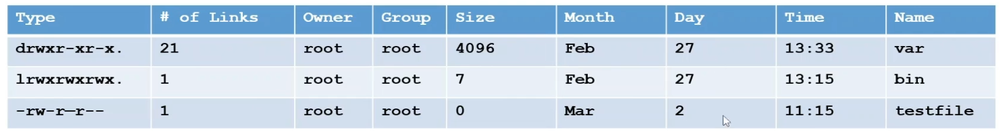 Type # of Links Owner Group Size Month Day Time Name
drwxr-xr-x. 21 root root 4096 Feb 27 13:33 var
lrwxrwxrwx. 1 root root 7 Feb 27 13:15 bin
-rw-r—r-- 1 root root 0 Mar 2 11:15 testfile